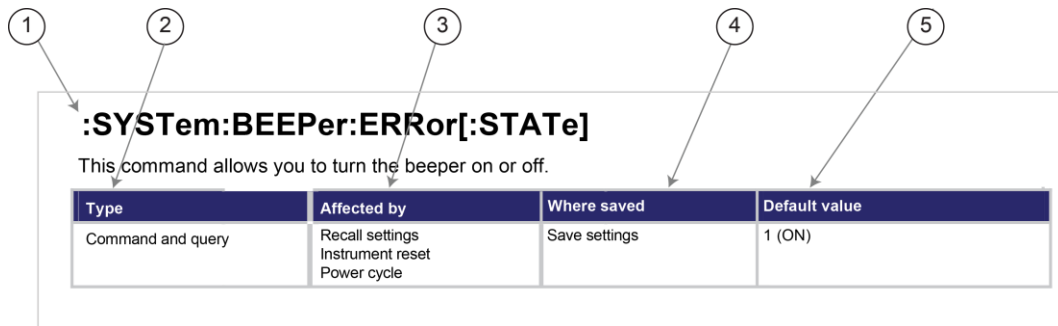 1 2 3 4 5
:SYSTem:BEEPer:ERRor[:STATe]
This command allows you to turn the beeper on or off.
Type Affected by Where saved Default value
Command and query Recall settings Save settings 1 (ON)
Instrument reset
Power cycle